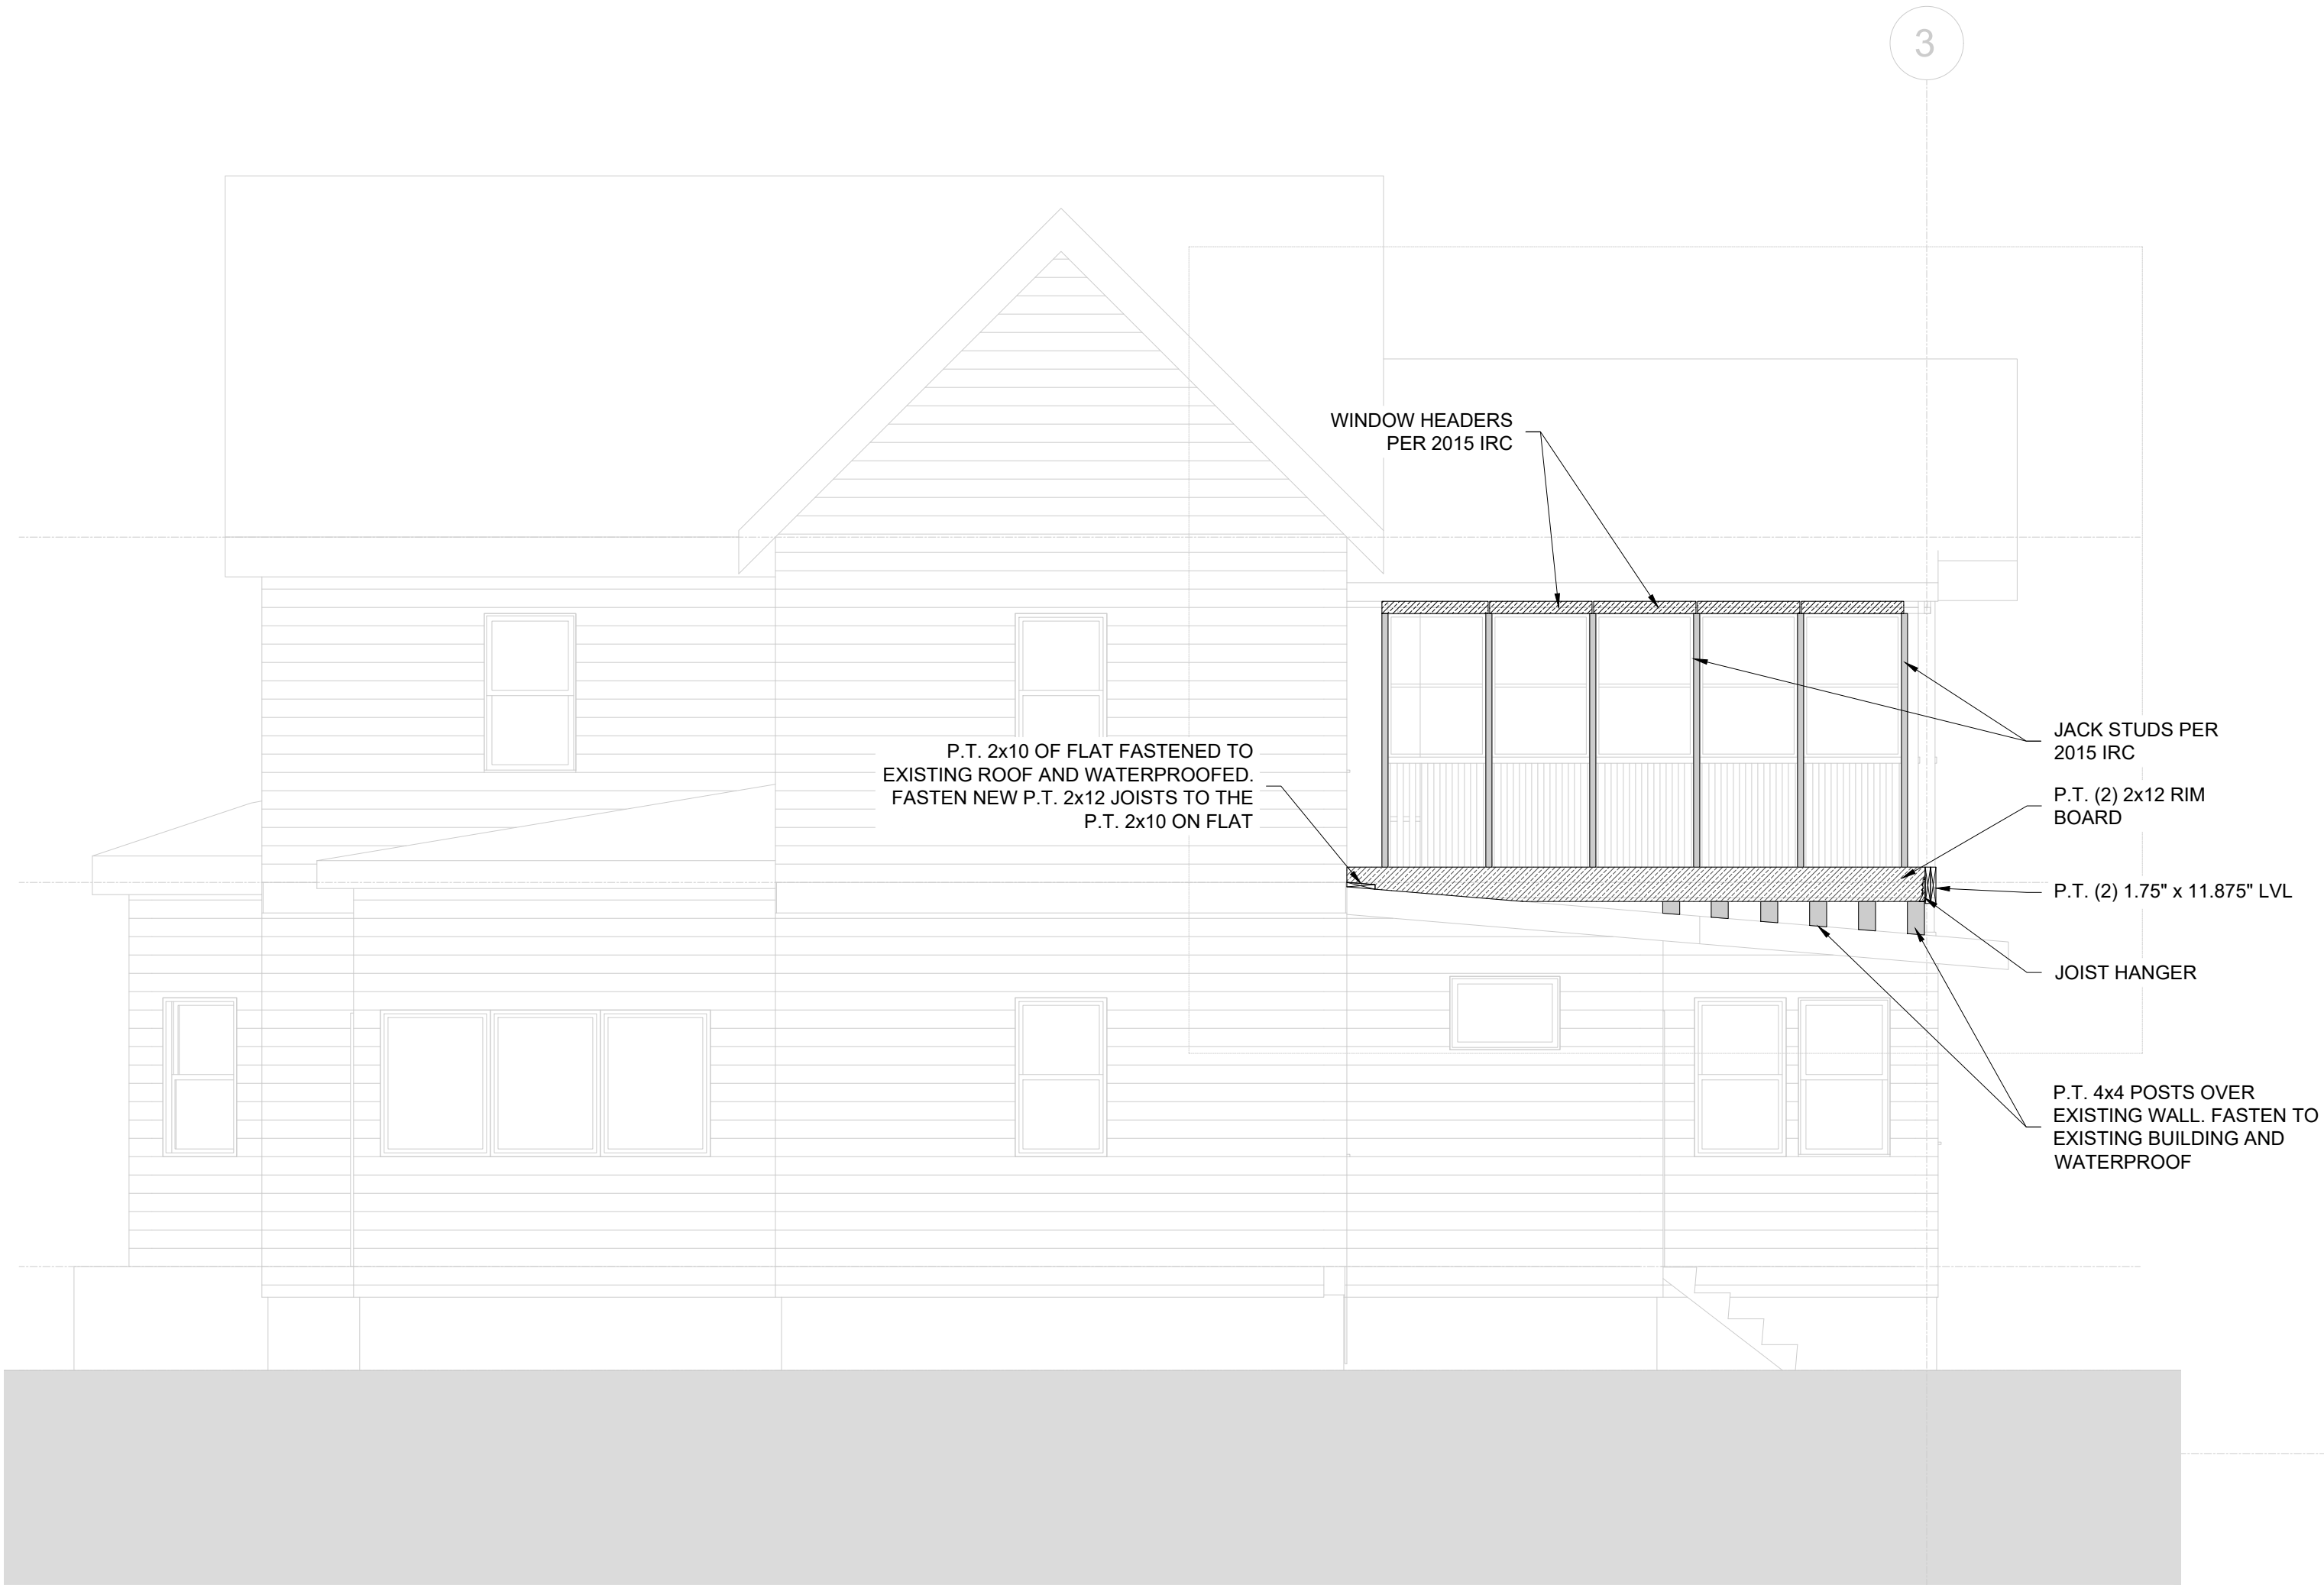 3
WINDOW HEADERS
PER 2015 IRC
P.T. 2x10 OF FLAT FASTENED TO
EXISTING ROOF AND WATERPROOFED.
FASTEN NEW P.T. 2x12 JOISTS TO THE
P.T. 2x10 ON FLAT
JACK STUDS PER
2015 IRC
P.T. (2) 2x12 RIM
BOARD
P.T. (2) 1.75" x 11.875" LVL
JOIST HANGER
P.T. 4x4 POSTS OVER
EXISTING WALL. FASTEN TO
EXISTING BUILDING AND
WATERPROOF